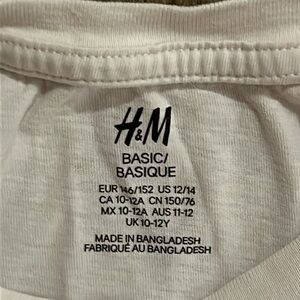 H&M
BASIC/
BASIQUE
EUR 146/152 US 12/14
CA 10-12A CN 150/76
MX 10-12A AUS 11-12
UK 10-12Y
MADE IN BANGLADESH
FABRIQUÉ AU BANGLADESH